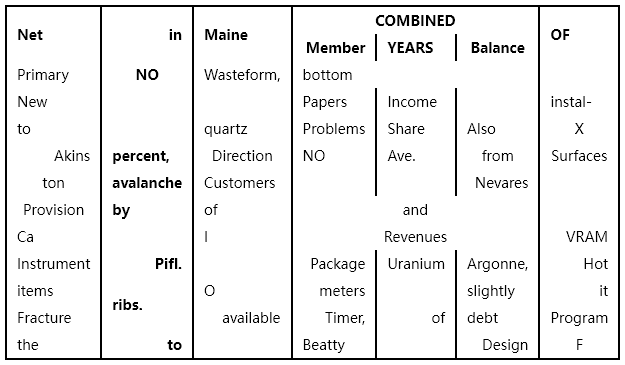 COMBINED
Net in Maine OF
Member YEARS Balance
Primary NO Wasteform, bottom
New Papers Income instal-
to quartz Problems Share Also X
Akins percent, Direction NO Ave. from Surfaces
ton avalanche Customers Nevares
Provision by of and
Ca I Revenues VRAM
Instrument Pifl. Package Uranium Argonne, Hot
items O meters slightly it
ribs.
Fracture available Timer, of debt Program
the to Beatty Design F